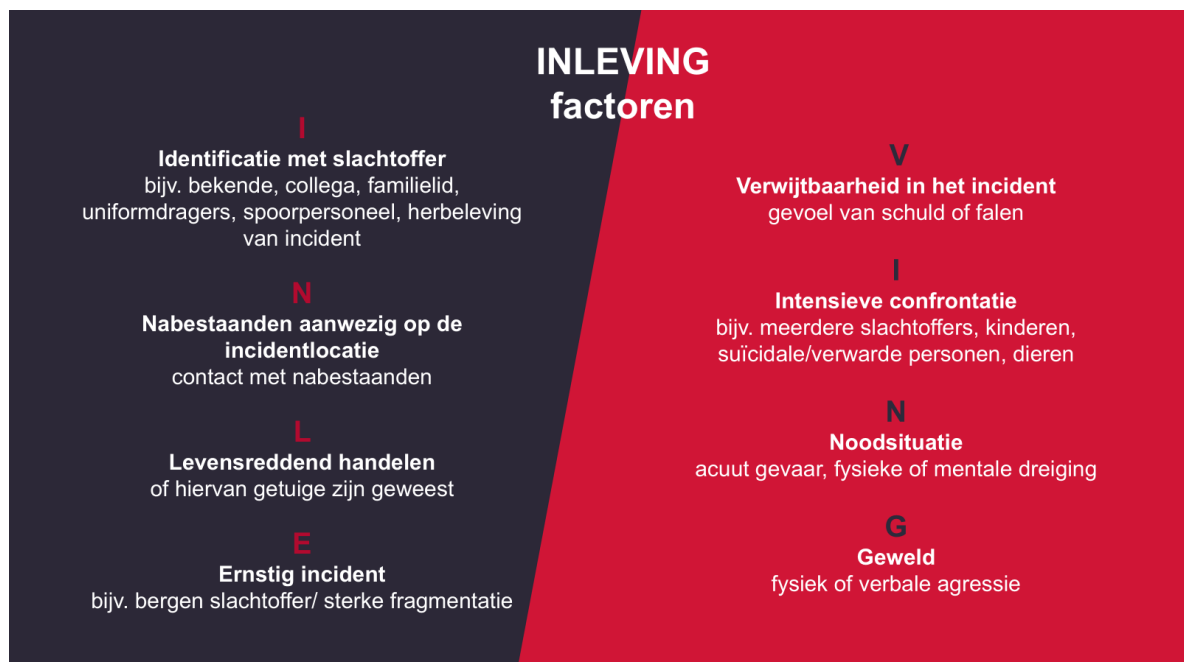 INLEVING
factoren
I
Identificatie met slachtoffer
bijv. bekende, collega, familielid,
uniformdragers, spoorpersoneel, herbeleving
van incident
N
Nabestaanden aanwezig op de
incidentlocatie
contact met nabestaanden
L
Levensreddend handelen
of hiervan getuige zijn geweest
E
Ernstig incident
bijv. bergen slachtoffer/ sterke fragmentatie
V
Verwijtbaarheid in het incident
gevoel van schuld of falen
I
Intensieve confrontatie
bijv. meerdere slachtoffers, kinderen,
suïcidale/verwarde personen, dieren
N
Noodsituatie
acuut gevaar, fysieke of mentale dreiging
G
Geweld
fysiek of verbale agressie